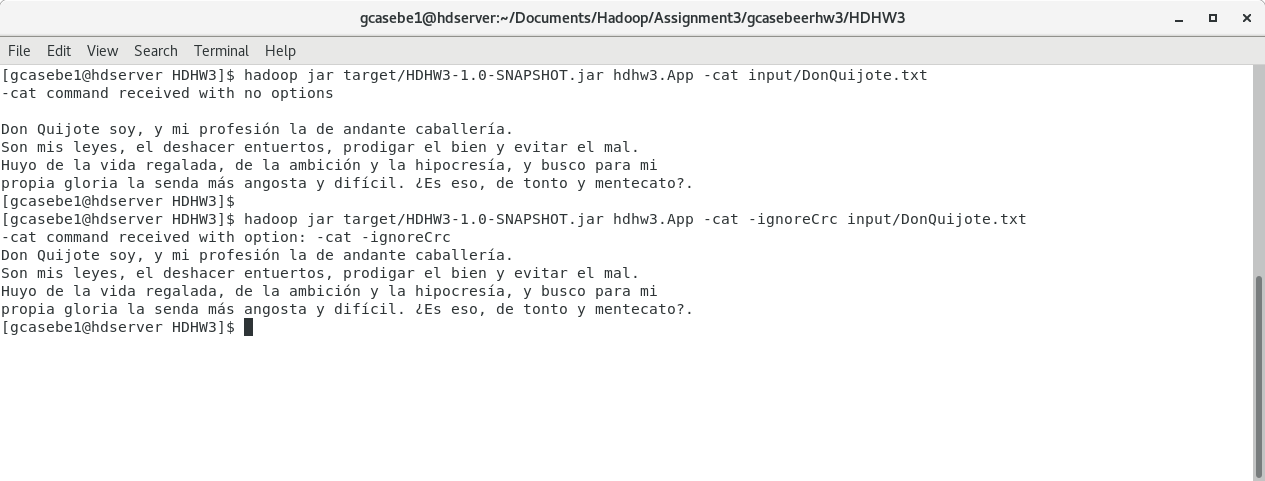 gcasebe1@hdserver:~/Documents/Hadoop/Assignment3/gcasebeerhw3/HDHW3
File Edit View Search Terminal Help
[gcasebe1@hdserver HDHW3]$ hadoop jar target/HDHW3-1.0-SNAPSHOT.jar hdhw3.App -cat input/DonQuijote.txt
-cat command received with no options
Don Quijote soy, y mi profesión la de andante caballería.
Son mis leyes, el deshacer entuertos, prodigar el bien y evitar el mal.
Huyo de la vida regalada, de la ambición y la hipocresía, y busco para mi
propia gloria la senda más angosta y difícil. ¿Es eso, de tonto y mentecato?.
[gcasebe1@hdserver HDHW3]$
[gcasebe1@hdserver HDHW3]$ hadoop jar target/HDHW3-1.0-SNAPSHOT.jar hdhw3.App -cat -ignoreCrc input/DonQuijote.txt
-cat command received with option: -cat -ignoreCrc
Don Quijote soy, y mi profesión la de andante caballería.
Son mis leyes, el deshacer entuertos, prodigar el bien y evitar el mal.
Huyo de la vida regalada, de la ambición y la hipocresía, y busco para mi
propia gloria la senda más angosta y difícil. ¿Es eso, de tonto y mentecato?.
[gcasebe1@hdserver HDHW3]$